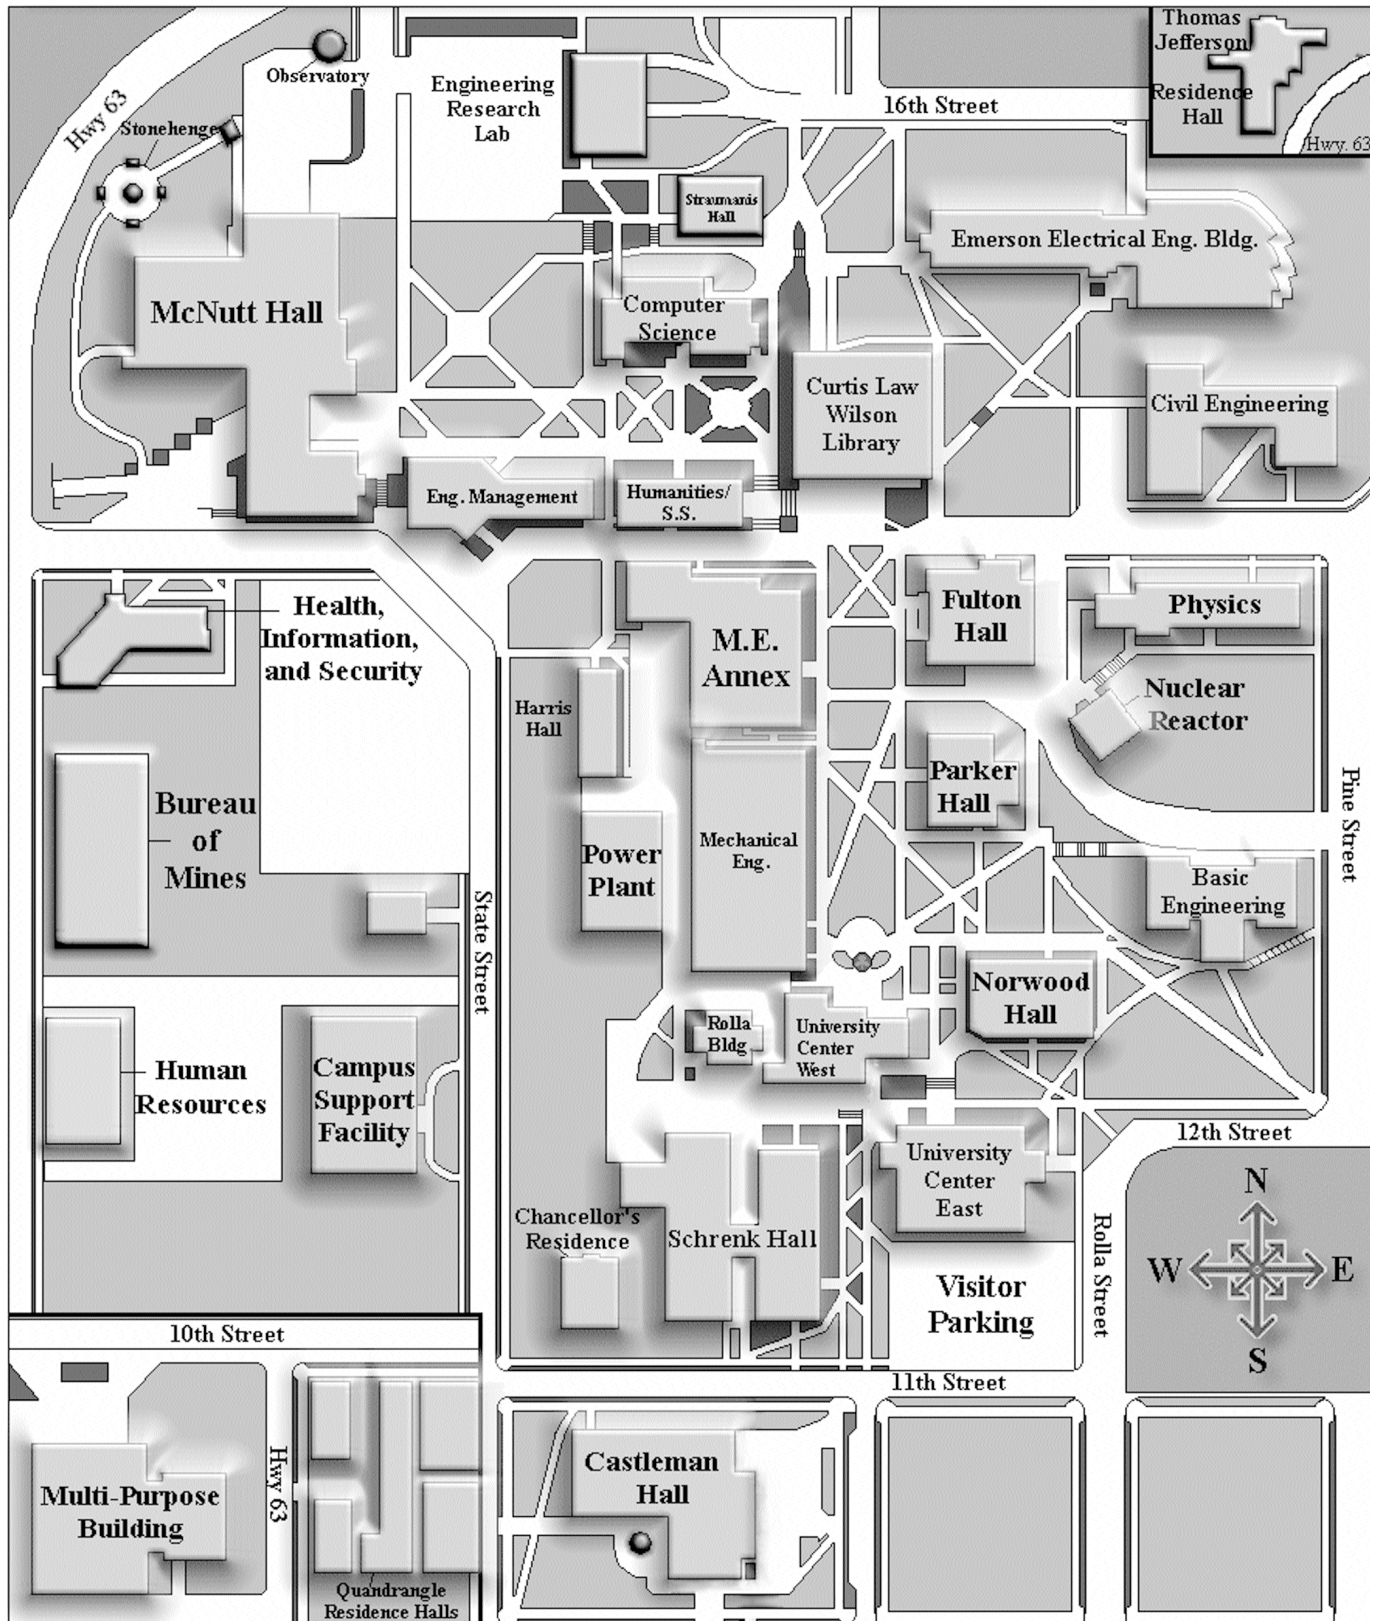 Thomas
Jefferson
Residence
Hall
Hwy. 63
Observatory
Hwy 63
Stonehenge
Engineering
Research
Lab
16th Street
Straumanis
Hall
Emerson Electrical Eng. Bldg.
McNutt Hall
Computer
Science
Curtis Law
Wilson
Library
Civil Engineering
Eng. Management
Humanities/
S.S.
Health,
Information,
and Security
M.E.
Annex
Fulton
Hall
Physics
Harris
Hall
Nuclear
Reactor
Bureau
of
Mines
Power
Plant
Mechanical
Eng.
Parker
Hall
Pine Street
Basic
Engineering
State Street
Norwood
Hall
Rolla
Bldg
University
Center
West
Human
Resources
Campus
Support
Facility
12th Street
University
Center
East
Chancellor's
Residence
Schrenk Hall
Visitor
Parking
Rolla Street
N
W
E
S
10th Street
11th Street
Multi-Purpose
Building
Hwy 63
Quadrangle
Residence Halls
Castleman
Hall